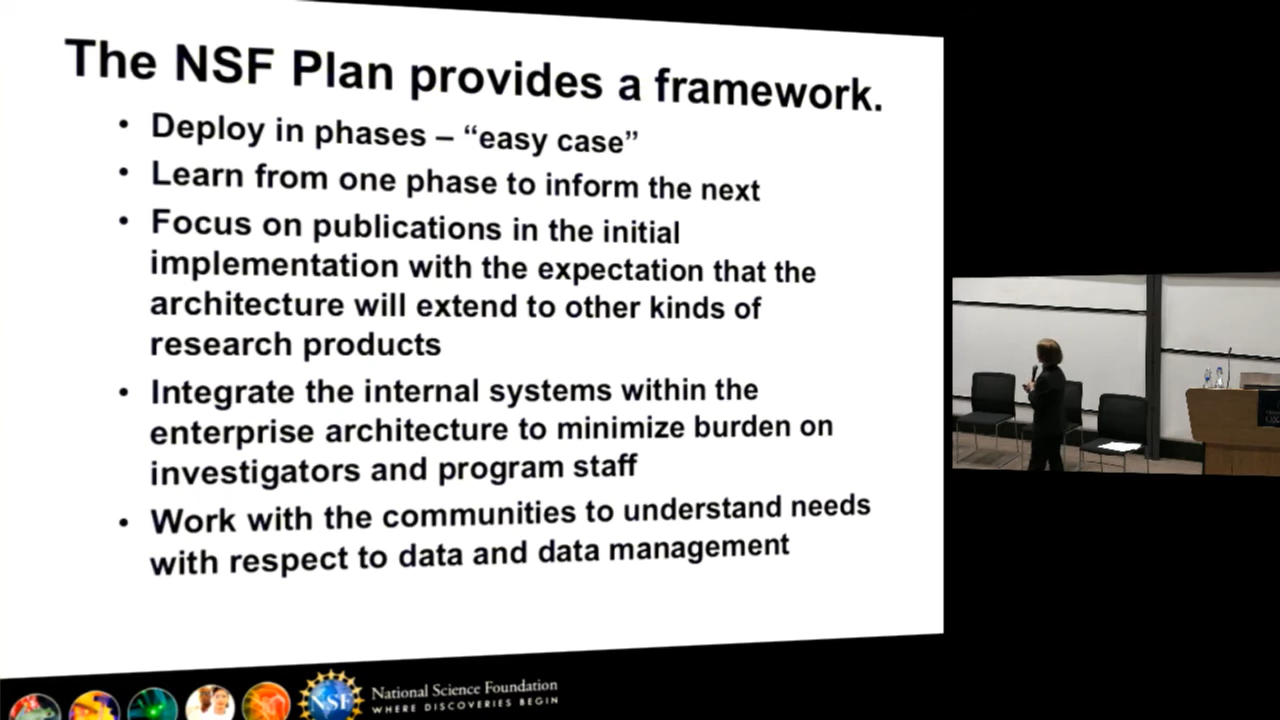 The NSF Plan provides a framework.
• Deploy in phases – “easy case”
• Learn from one phase to inform the next
• Focus on publications in the initial
implementation with the expectation that the
architecture will extend to other kinds of
research products
• Integrate the internal systems within the
enterprise architecture to minimize burden on
investigators and program staff
• Work with the communities to understand needs
with respect to data and data management
NSF
National Science Foundation
WHERE DISCOVERIES BEGIN